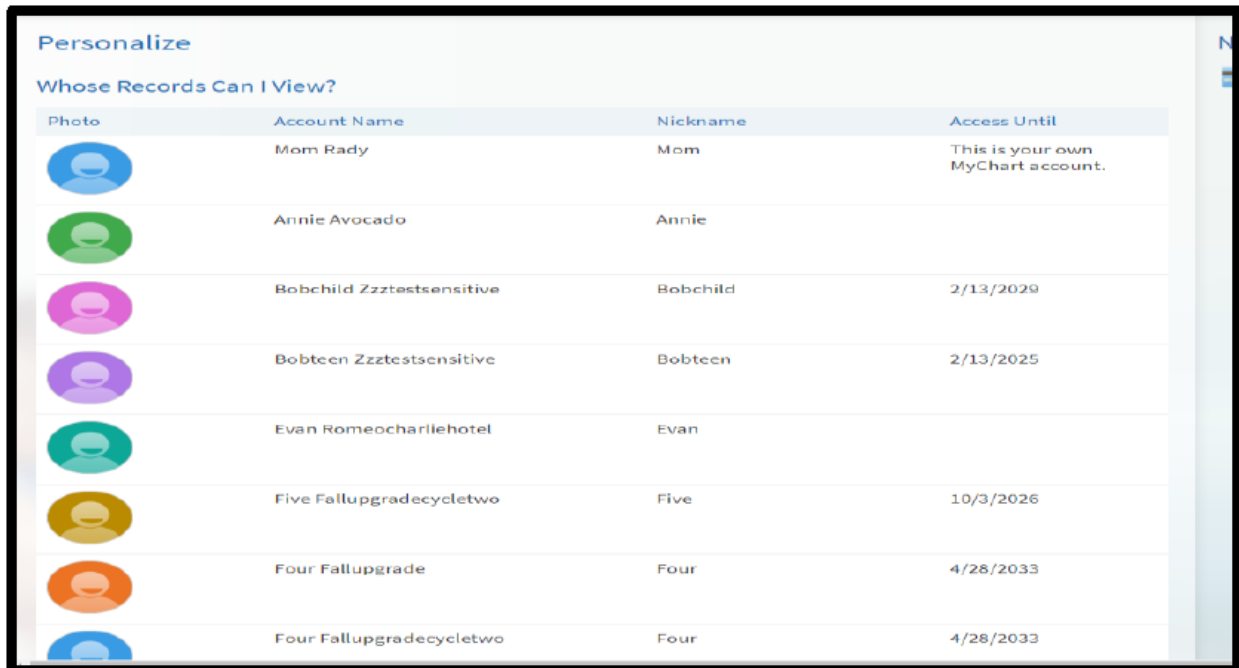 Personalize
N
Whose Records Can I View?
Photo Account Name Nickname Access Until
Mom Rady Mom This is your own
MyChart account.
Annie Avocado Annie
Bobchild Zzztestsensitive Bobchild 2/13/2029
Bobteen Zzztestsensitive Bobteen 2/13/2025
Evan Romeocharliehotel Evan
Five Fallupgradecycletwo Five 10/3/2026
Four Fallupgrade Four 4/28/2033
Four Fallupgradecycletwo Four 4/28/2033